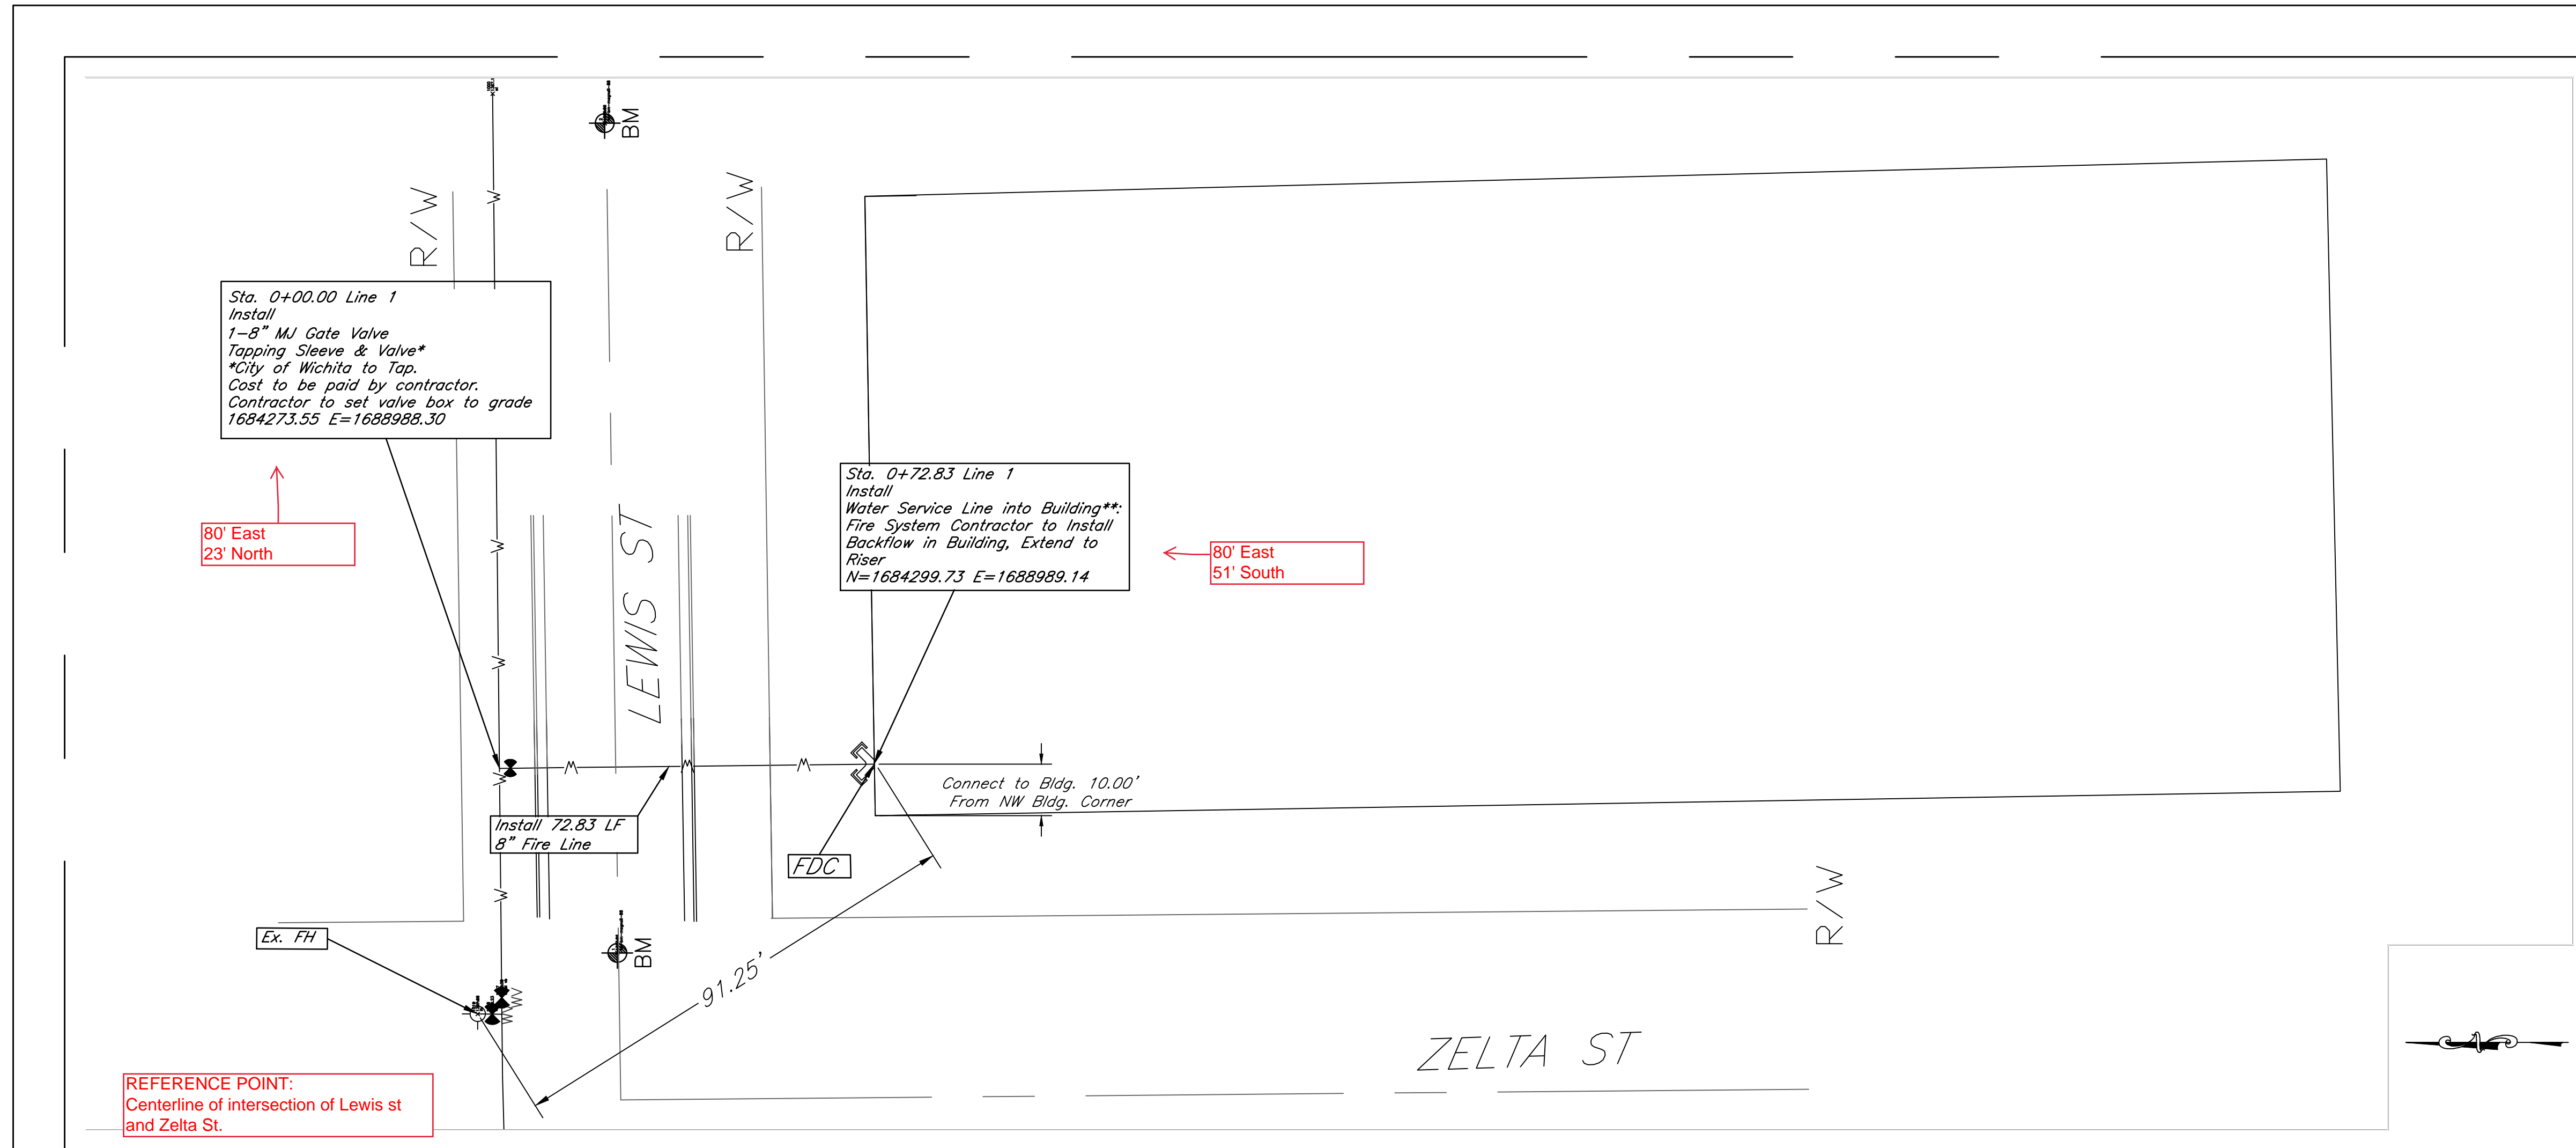 BM
R/W
R/W
Sta. 0+00.00 Line 1
Install
1-8" MJ Gate Valve
Tapping Sleeve & Valve*
*City of Wichita to Tap.
Cost to be paid by contractor.
Contractor to set valve box to grade
1684273.55 E=1688988.30
80' East
23' North
LEWIS ST
Sta. 0+72.83 Line 1
Install
Water Service Line into Building**:
Fire System Contractor to Install
Backflow in Building, Extend to
Riser
N=1684299.73 E=1688989.14
80' East
51' South
W
W
W
W
W
W
W
W
Connect to Bldg. 10.00'
From NW Bldg. Corner
Install 72.83 LF
8" Fire Line
FDC
R/W
Ex. FH
BM
WV
WV
91.25'
ZELTA ST
REFERENCE POINT:
Centerline of intersection of Lewis st
and Zelta St.